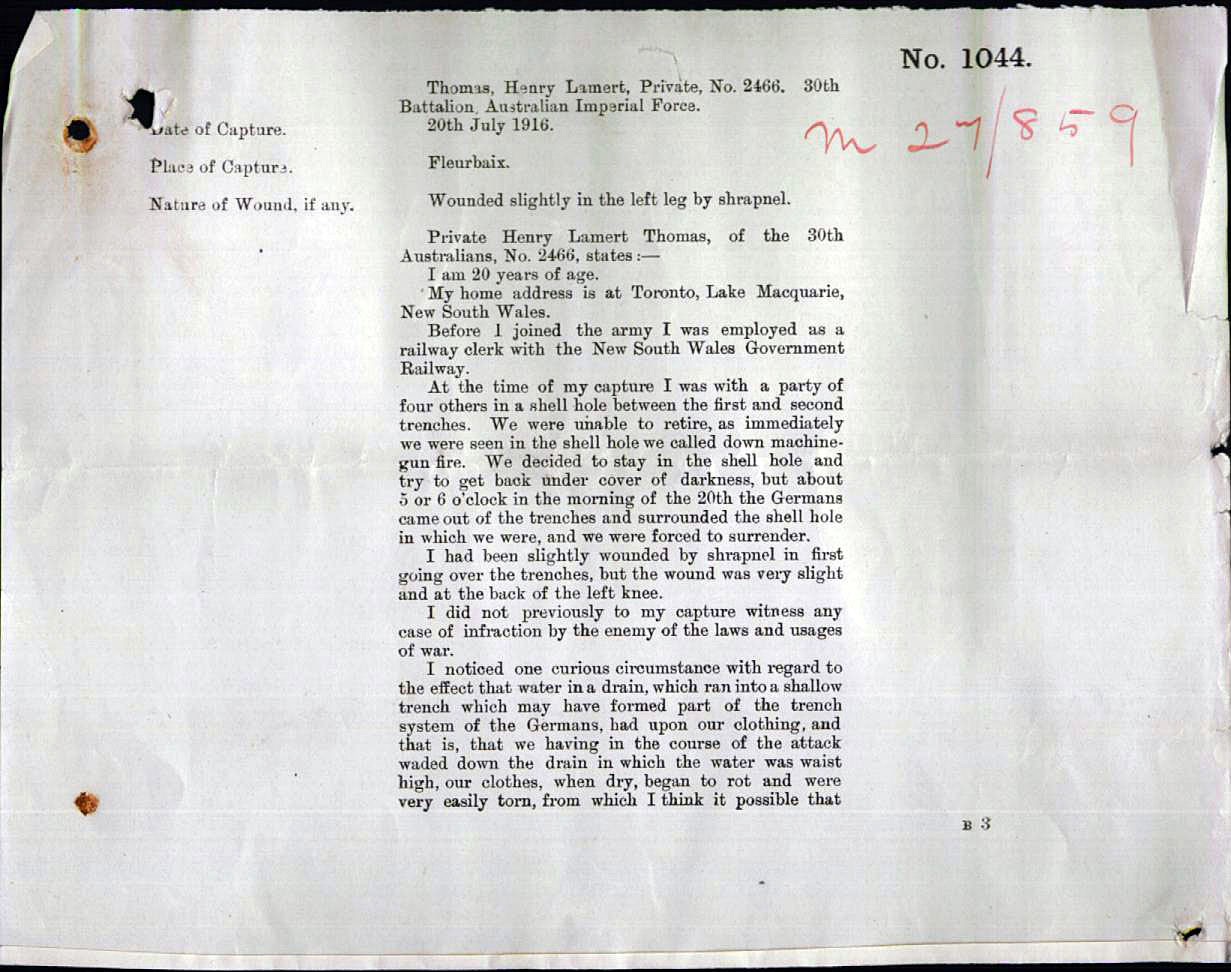 No. 1044.
m 27/859
Thomas, Henry Lamert, Private, No. 2466. 30th
Battalion, Australian Imperial Force.
Date of Capture.
20th July 1916.
Place of Capture.
Fleurbaix.
Nature of Wound, if any.
Wounded slightly in the left leg by shrapnel.
Private Henry Lamert Thomas, of the 30th
Australians, No. 2466, states :—
I am 20 years of age.
My home address is at Toronto, Lake Macquarie,
New South Wales.
Before I joined the army I was employed as a
railway clerk with the New South Wales Government
Railway.
At the time of my capture I was with a party of
four others in a shell hole between the first and second
trenches. We were unable to retire, as immediately
we were seen in the shell hole we called down machine-
gun fire. We decided to stay in the shell hole and
try to get back under cover of darkness, but about
5 or 6 o'clock in the morning of the 20th the Germans
came out of the trenches and surrounded the shell hole
in which we were, and we were forced to surrender.
I had been slightly wounded by shrapnel in first
going over the trenches, but the wound was very slight
and at the back of the left knee.
I did not previously to my capture witness any
case of infraction by the enemy of the laws and usages
of war.
I noticed one curious circumstance with regard to
the effect that water in a drain, which ran into a shallow
trench which may have formed part of the trench
system of the Germans, had upon our clothing, and
that is, that we having in the course of the attack
waded down the drain in which the water was waist
high, our clothes, when dry, began to rot and were
very easily torn, from which I think it possible that
B 3